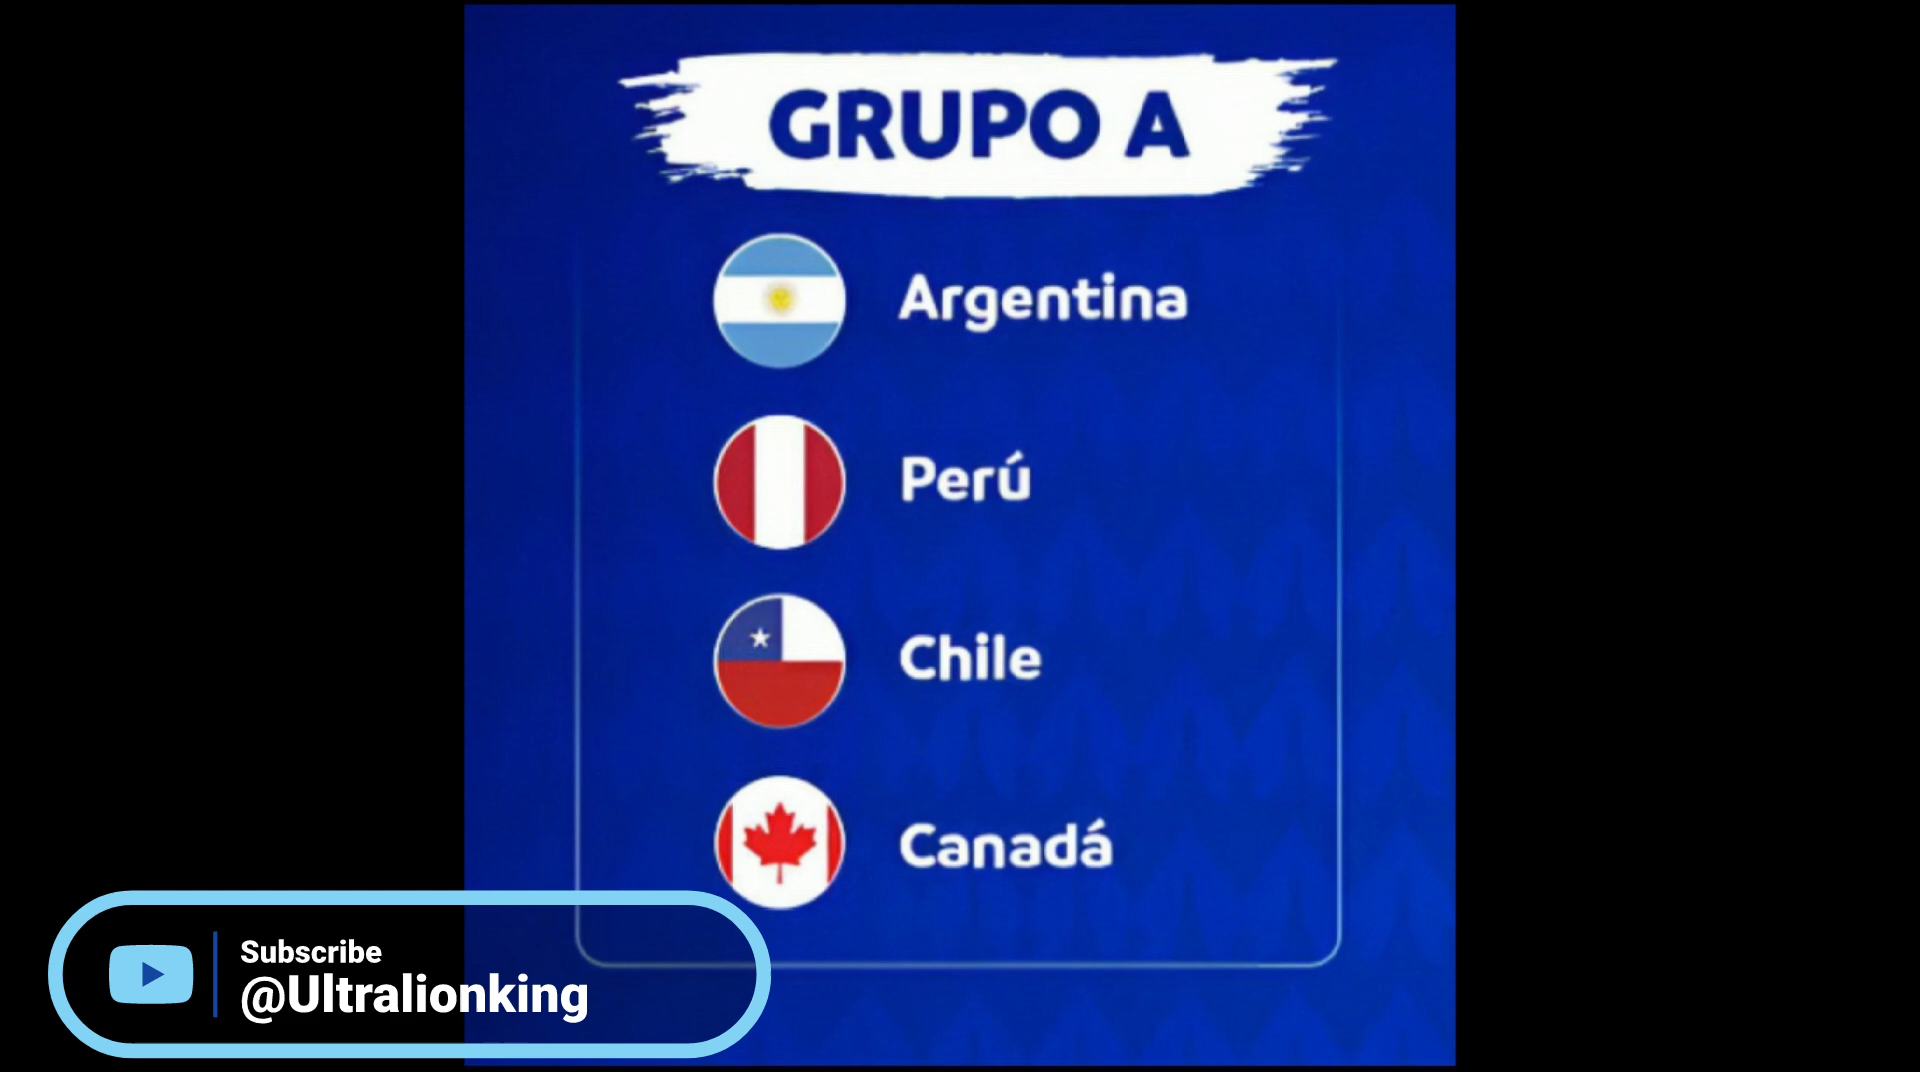 GRUPO A
Argentina
Perú
Chile
Canadá
Subscribe
@Ultralionking